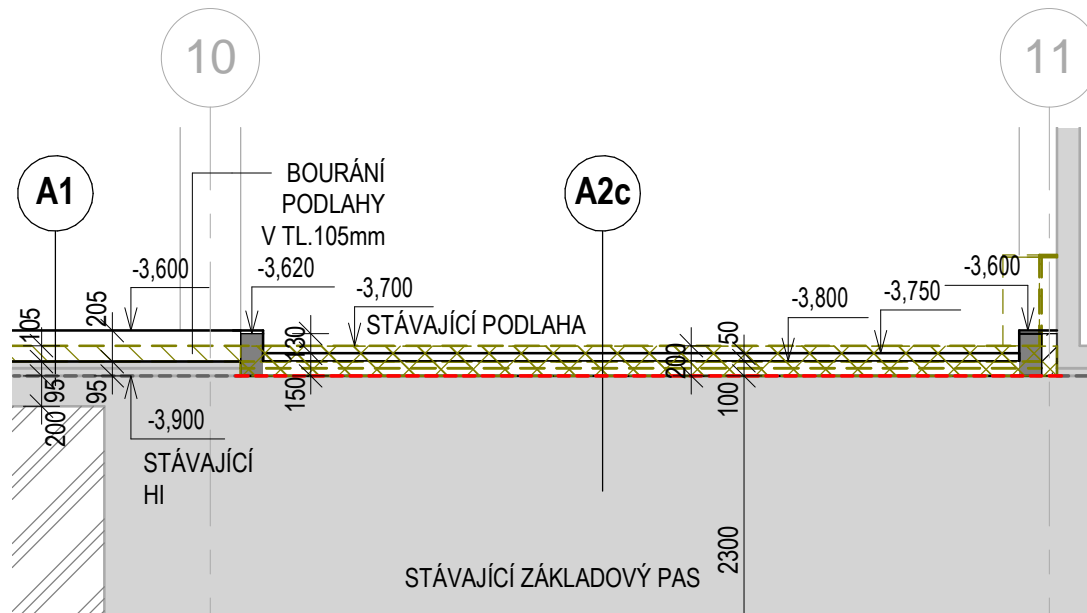 10
11
A1
A2c
BOURÁNÍ
PODLAHY
V TL.105mm
-3,600
-3,620
-3,700
-3,800
-3,750
-3,600
STÁVAJÍCÍ PODLAHA
105
205
130
200
50
95
95
150
100
200
-3,900
STÁVAJÍCÍ
HI
2300
STÁVAJÍCÍ ZÁKLADOVÝ PAS